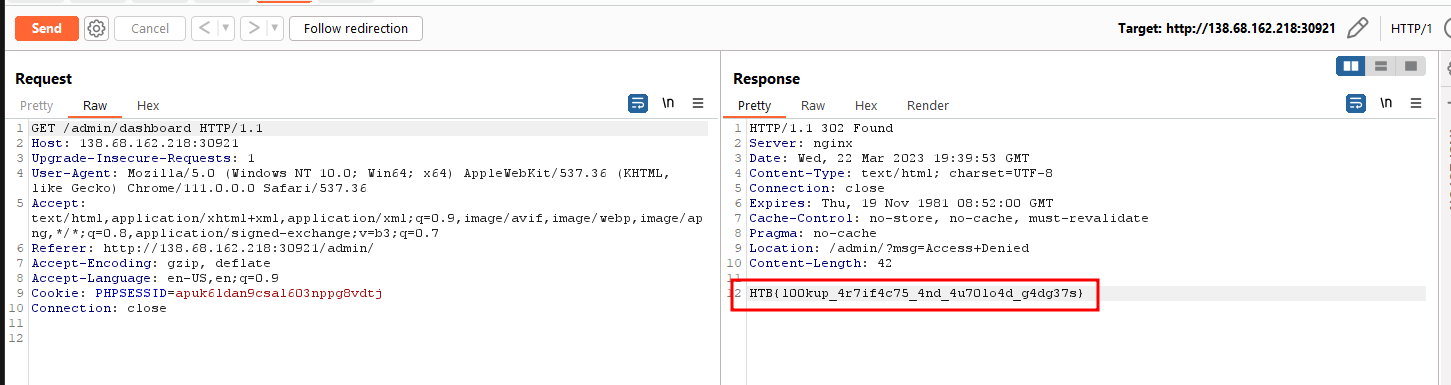 Send Cancel < > Follow redirection Target: http://138.68.162.218:30921 HTTP/1
Request
Pretty Raw Hex \n
1 GET /admin/dashboard HTTP/1.1
2 Host: 138.68.162.218:30921
3 Upgrade-Insecure-Requests: 1
4 User-Agent: Mozilla/5.0 (Windows NT 10.0; Win64; x64) AppleWebKit/537.36 (KHTML,
like Gecko) Chrome/111.0.0.0 Safari/537.36
5 Accept:
text/html,application/xhtml+xml,application/xml;q=0.9,image/avif,image/webp,image/ap
ng,*/*;q=0.8,application/signed-exchange;v=b3;q=0.7
6 Referer: http://138.68.162.218:30921/admin/
7 Accept-Encoding: gzip, deflate
8 Accept-Language: en-US,en;q=0.9
9 Cookie: PHPSESSID=apuk6ldan9csal603nppg8vdtj
10 Connection: close
11
12
Response
Pretty Raw Hex Render \n
1 HTTP/1.1 302 Found
2 Server: nginx
3 Date: Wed, 22 Mar 2023 19:39:53 GMT
4 Content-Type: text/html; charset=UTF-8
5 Connection: close
6 Expires: Thu, 19 Nov 1981 08:52:00 GMT
7 Cache-Control: no-store, no-cache, must-revalidate
8 Pragma: no-cache
9 Location: /admin/?msg=Access+Denied
10 Content-Length: 42
11
12 HTB{l00kup_4r7if4c75_4nd_4u70lo4d_g4dg37s}